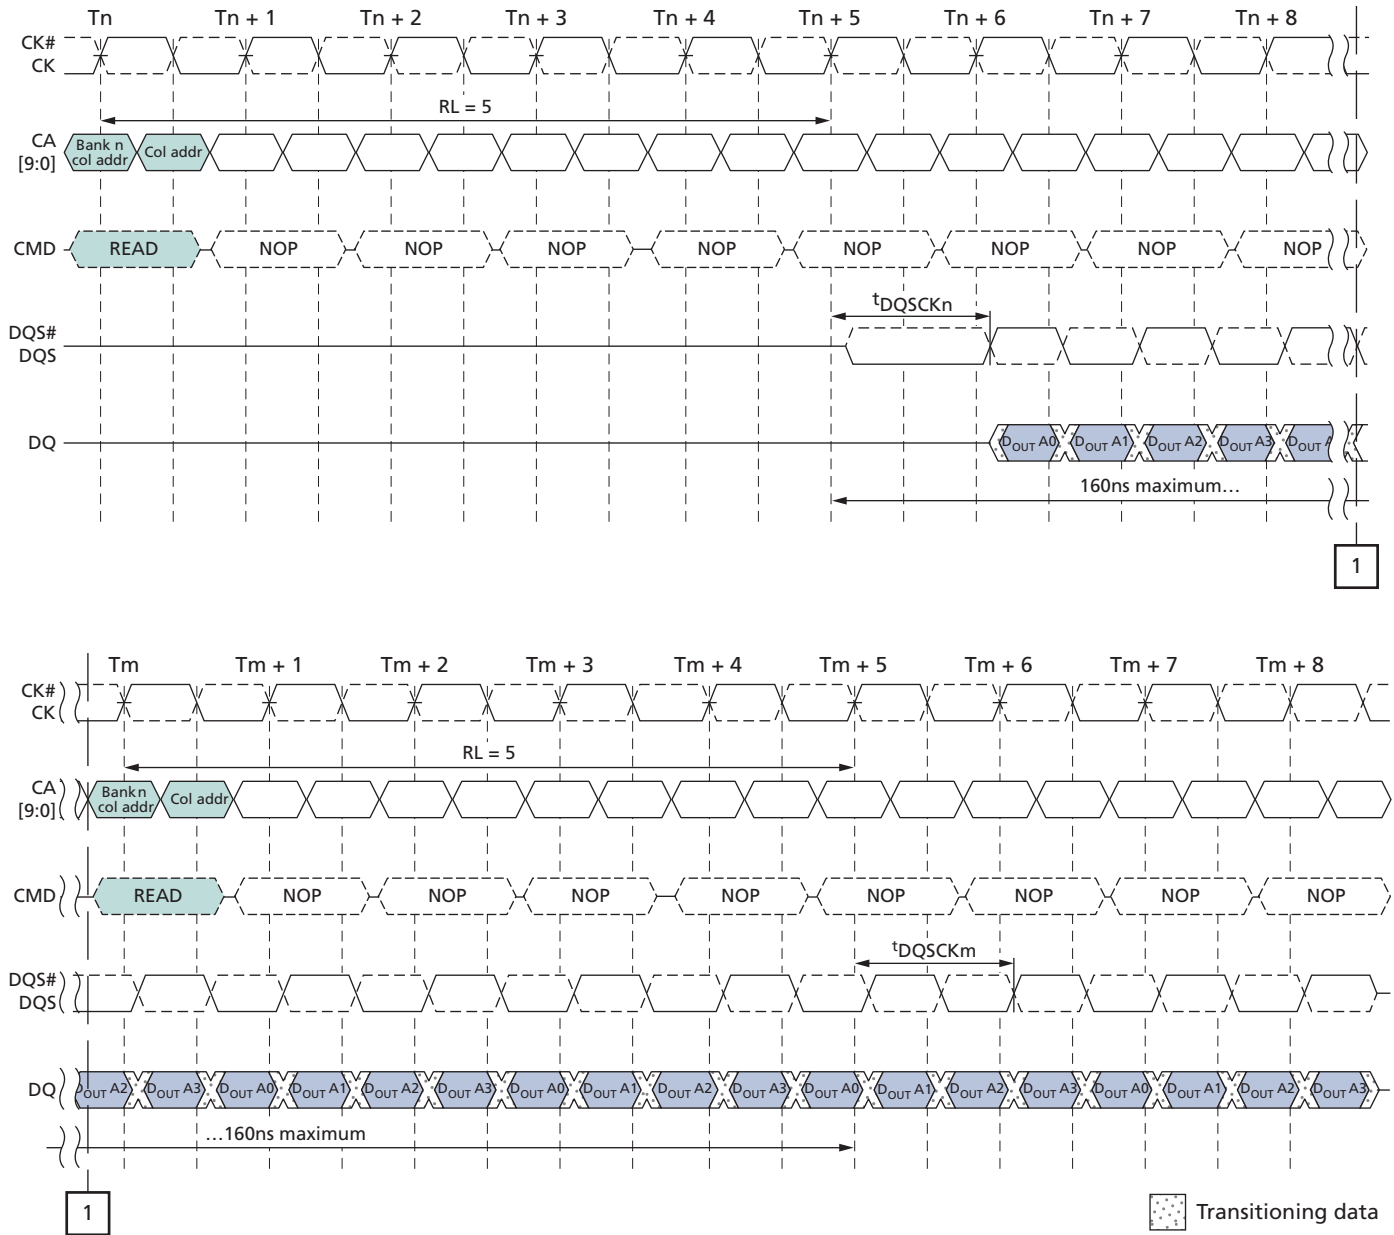 Tn Tn + 1 Tn + 2 Tn + 3 Tn + 4 Tn + 5 Tn + 6 Tn + 7 Tn + 8
CK#
CK
RL = 5
CA
[9:0]
Bank n
col addr
Col addr
CMD READ NOP NOP NOP NOP NOP NOP NOP NOP
tDQSCKn
DQS#
DQS
DQ DOUT A0 DOUT A1 DOUT A2 DOUT A3 DOUT A
160ns maximum…
1
Tm Tm + 1 Tm + 2 Tm + 3 Tm + 4 Tm + 5 Tm + 6 Tm + 7 Tm + 8
CK#
CK
RL = 5
CA
[9:0]
Bank n
col addr
Col addr
CMD READ NOP NOP NOP NOP NOP NOP NOP NOP
tDQSCKm
DQS#
DQS
DQ DOUT A2 DOUT A3 DOUT A0 DOUT A1 DOUT A2 DOUT A3 DOUT A0 DOUT A1 DOUT A2 DOUT A3 DOUT A0 DOUT A1 DOUT A2 DOUT A3 DOUT A0 DOUT A1 DOUT A2 DOUT A3
…160ns maximum
1
Transitioning data